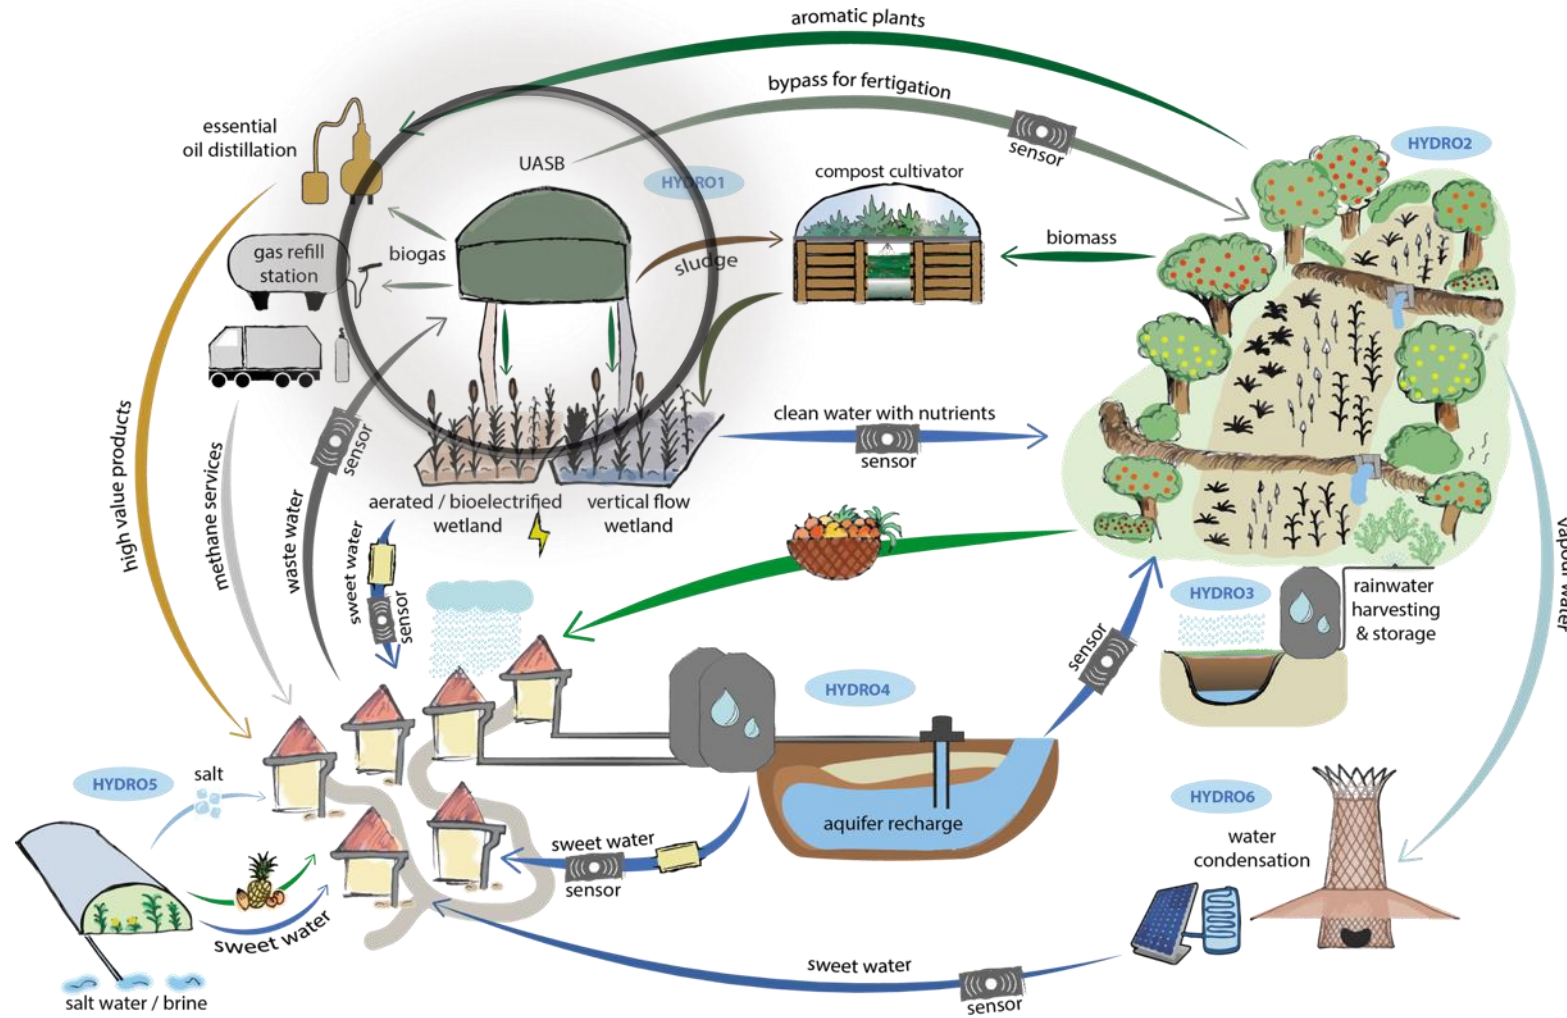 aromatic plants
bypass for fertigation
sensor
essential
oil distillation
UASB
HYDRO1
HYDRO2
compost cultivator
biogas
gas refill
station
sludge
biomass
high value products
methane services
waste water
sensor
clean water with nutrients
sensor
aerated / bioelectrified
wetland
vertical flow
wetland
sweet water
sensor
vapour water
HYDRO3
rainwater
harvesting
& storage
sensor
HYDRO4
aquifer recharge
HYDRO5
salt
sweet water
sensor
HYDRO6
water
condensation
sweet water
salt water / brine
sweet water
sensor